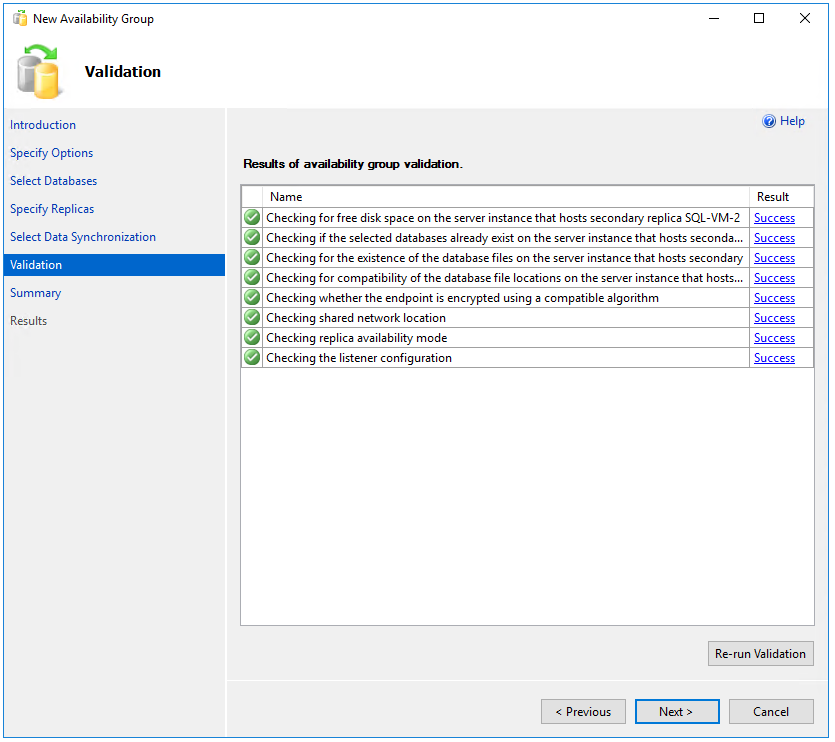 New Availability Group
Validation
Introduction
Specify Options
Select Databases
Specify Replicas
Select Data Synchronization
Validation
Summary
Results
Help
Results of availability group validation.
Name Result
Checking for free disk space on the server instance that hosts secondary replica SQL-VM-2 Success
Checking if the selected databases already exist on the server instance that hosts seconda... Success
Checking for the existence of the database files on the server instance that hosts secondary Success
Checking for compatibility of the database file locations on the server instance that hosts... Success
Checking whether the endpoint is encrypted using a compatible algorithm Success
Checking shared network location Success
Checking replica availability mode Success
Checking the listener configuration Success
Re-run Validation
< Previous Next > Cancel